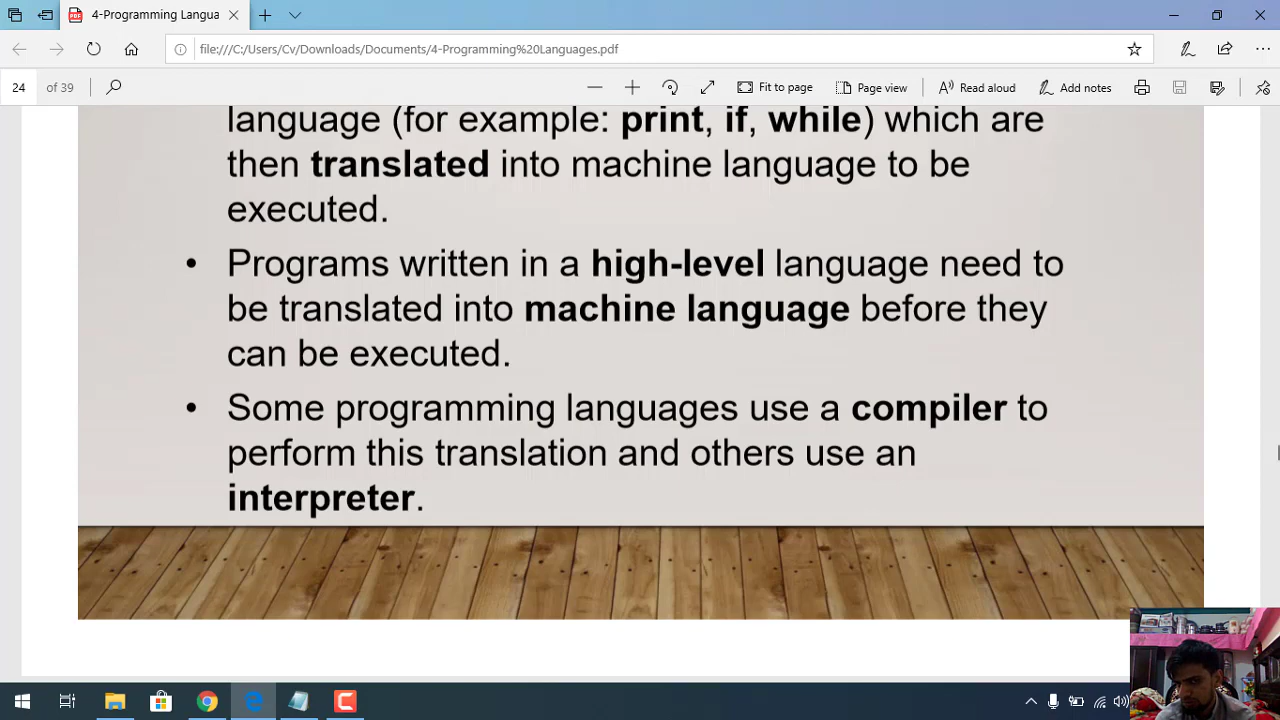 4-Programming Langua
file:///C:/Users/Cv/Downloads/Documents/4-Programming%20Languages.pdf
24 of 39 Fit to page Page view Read aloud Add notes
language (for example: print, if, while) which are
then translated into machine language to be
executed.
• Programs written in a high-level language need to
be translated into machine language before they
can be executed.
• Some programming languages use a compiler to
perform this translation and others use an
interpreter.